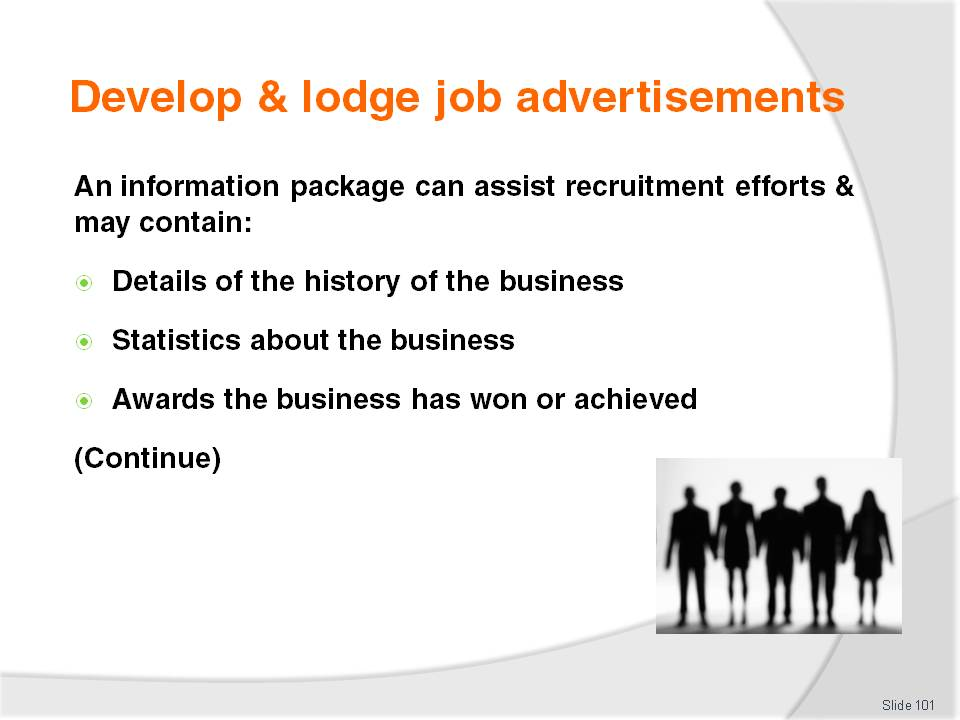 Develop & lodge job advertisements
An information package can assist recruitment efforts &
may contain:
Details of the history of the business
Statistics about the business
Awards the business has won or achieved
(Continue)
Slide 101